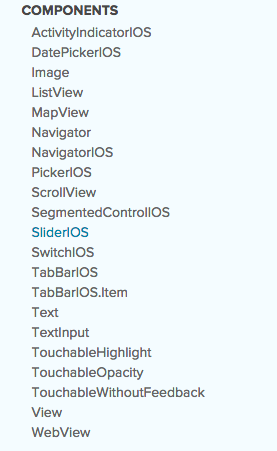 COMPONENTS
ActivityIndicatorIOS
DatePickerIOS
Image
ListView
MapView
Navigator
NavigatorIOS
PickerIOS
ScrollView
SegmentedControlIOS
SliderIOS
SwitchIOS
TabBarIOS
TabBarIOS.Item
Text
TextInput
TouchableHighlight
TouchableOpacity
TouchableWithoutFeedback
View
WebView